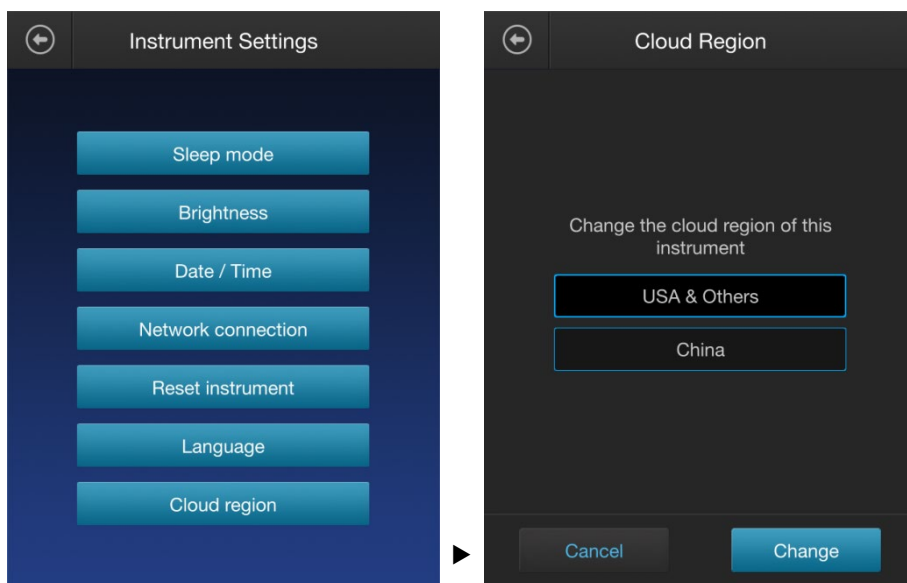 Instrument Settings
Sleep mode
Brightness
Date / Time
Network connection
Reset instrument
Language
Cloud region
Cloud Region
Change the cloud region of this
instrument
USA & Others
China
Cancel
Change